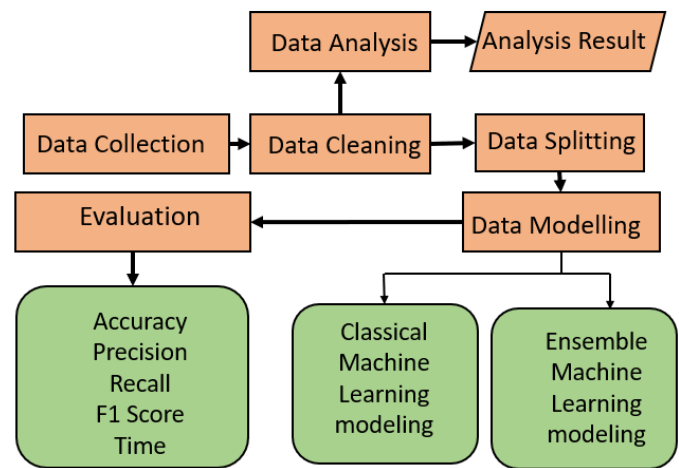 Data Analysis
Analysis Result
Data Collection
Data Cleaning
Data Splitting
Evaluation
Data Modelling
Accuracy
Precision
Recall
F1 Score
Time
Classical
Machine
Learning
modeling
Ensemble
Machine
Learning
modeling